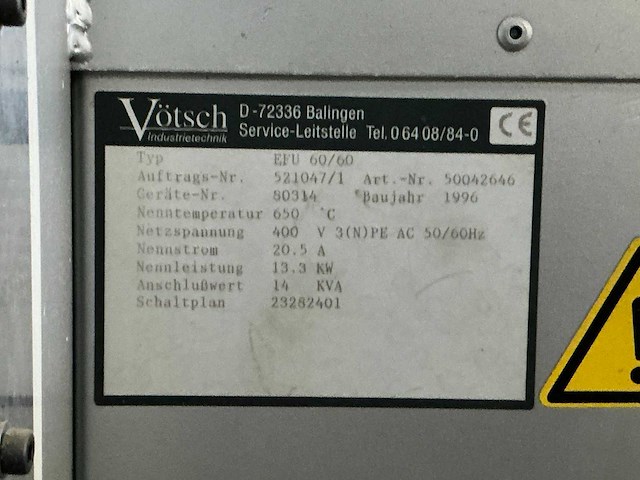 Vötsch
Industrietechnik
D-72336 Balingen
Service-Leitstelle Tel. 0 64 08/84-0
CE
Typ EFU 60/60
Auftrags-Nr. 521047/1 Art.-Nr. 50042646
Geräte-Nr. 80314 *Baujahr 1996
Nenntemperatur 650 °C
Netzspannung 400 V 3(N)PE AC 50/60Hz
Nennstrom 20.5 A
Nennleistung 13.3 KW
Anschlußwert 14 KVA
Schaltplan 23282401